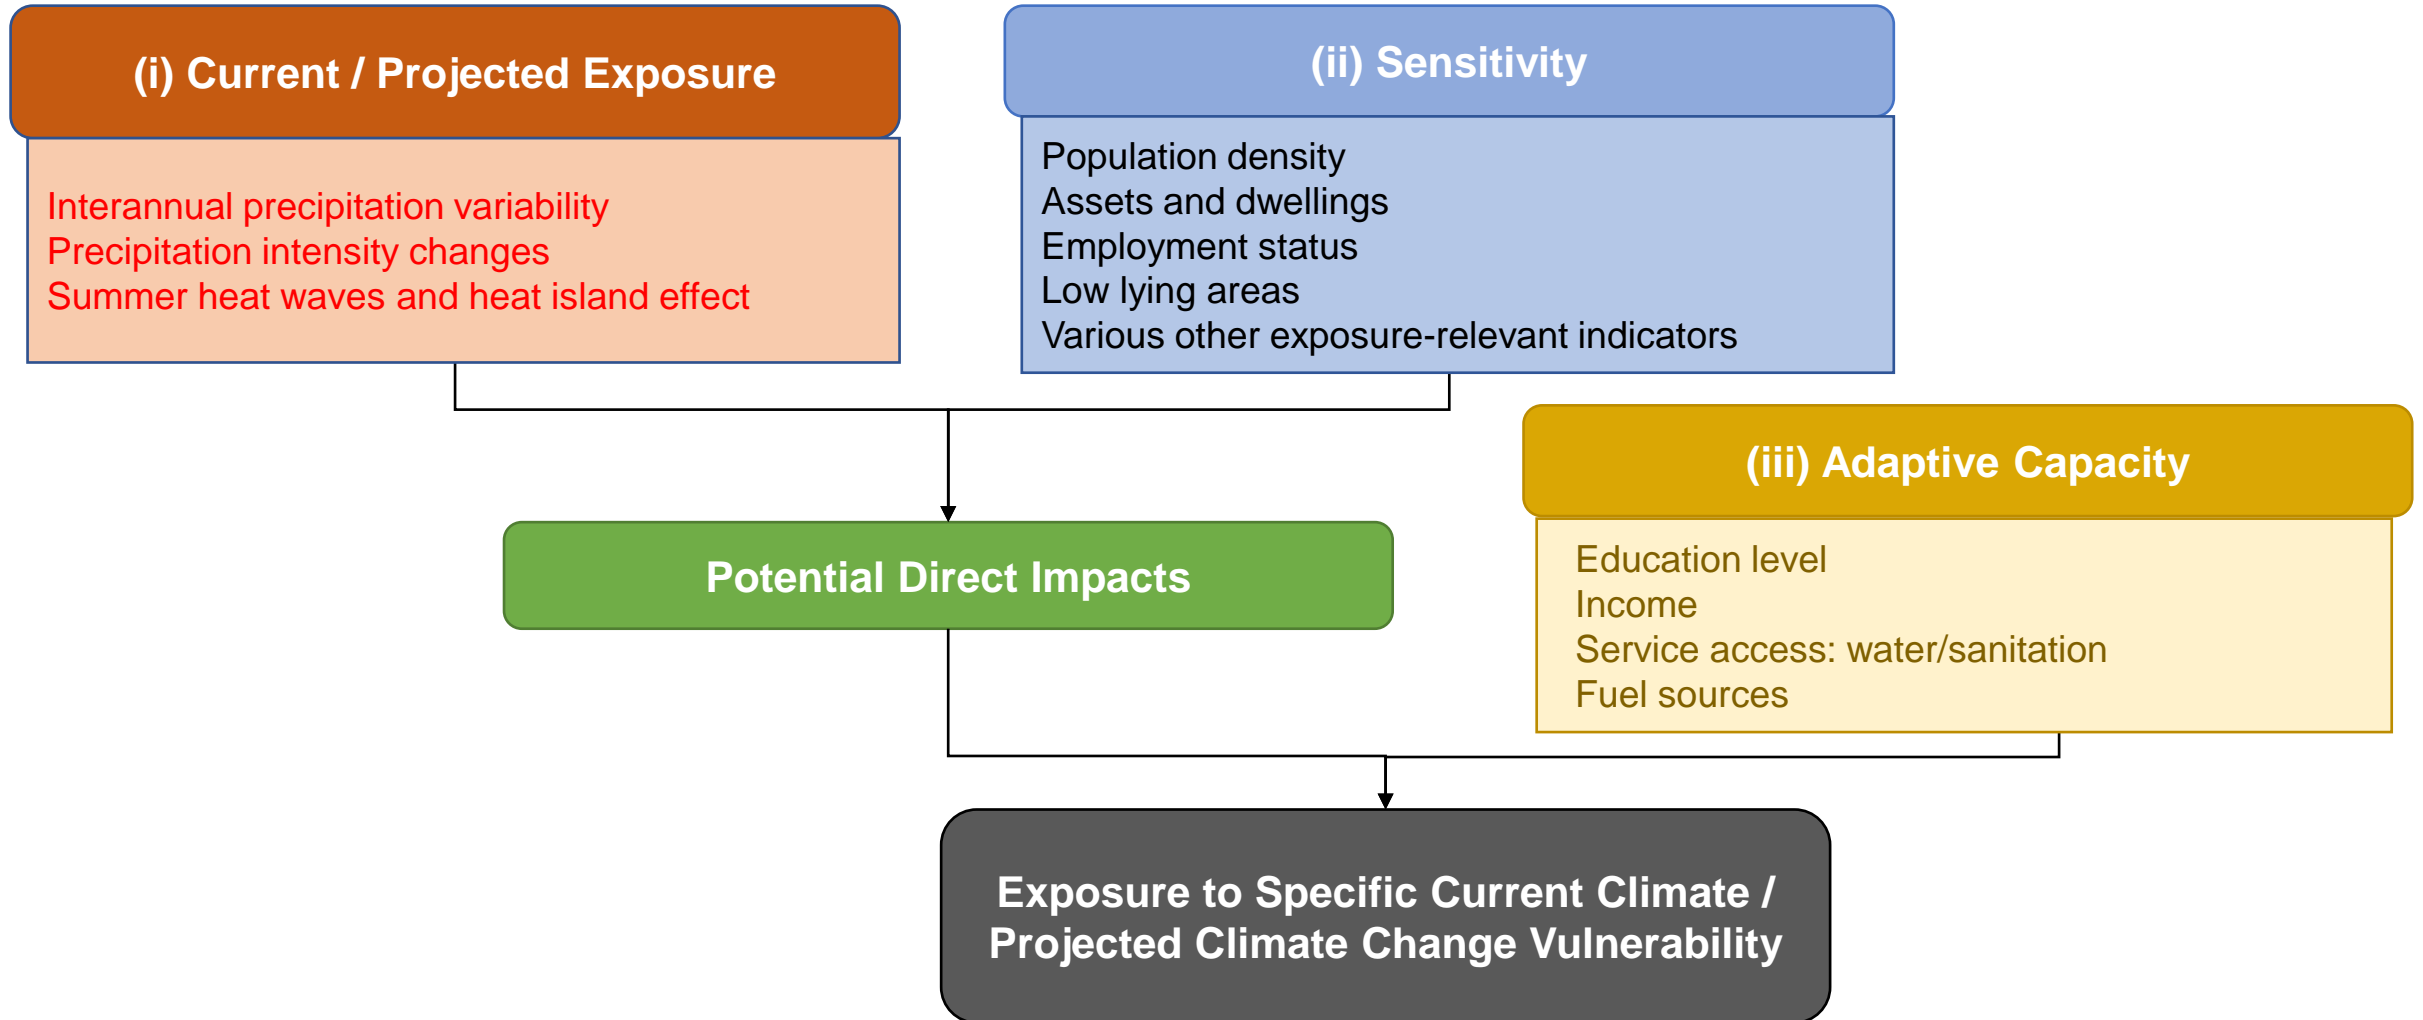 (i) Current / Projected Exposure
Interannual precipitation variability
Precipitation intensity changes
Summer heat waves and heat island effect
(ii) Sensitivity
Population density
Assets and dwellings
Employment status
Low lying areas
Various other exposure-relevant indicators
(iii) Adaptive Capacity
Education level
Income
Service access: water/sanitation
Fuel sources
Potential Direct Impacts
Exposure to Specific Current Climate /
Projected Climate Change Vulnerability